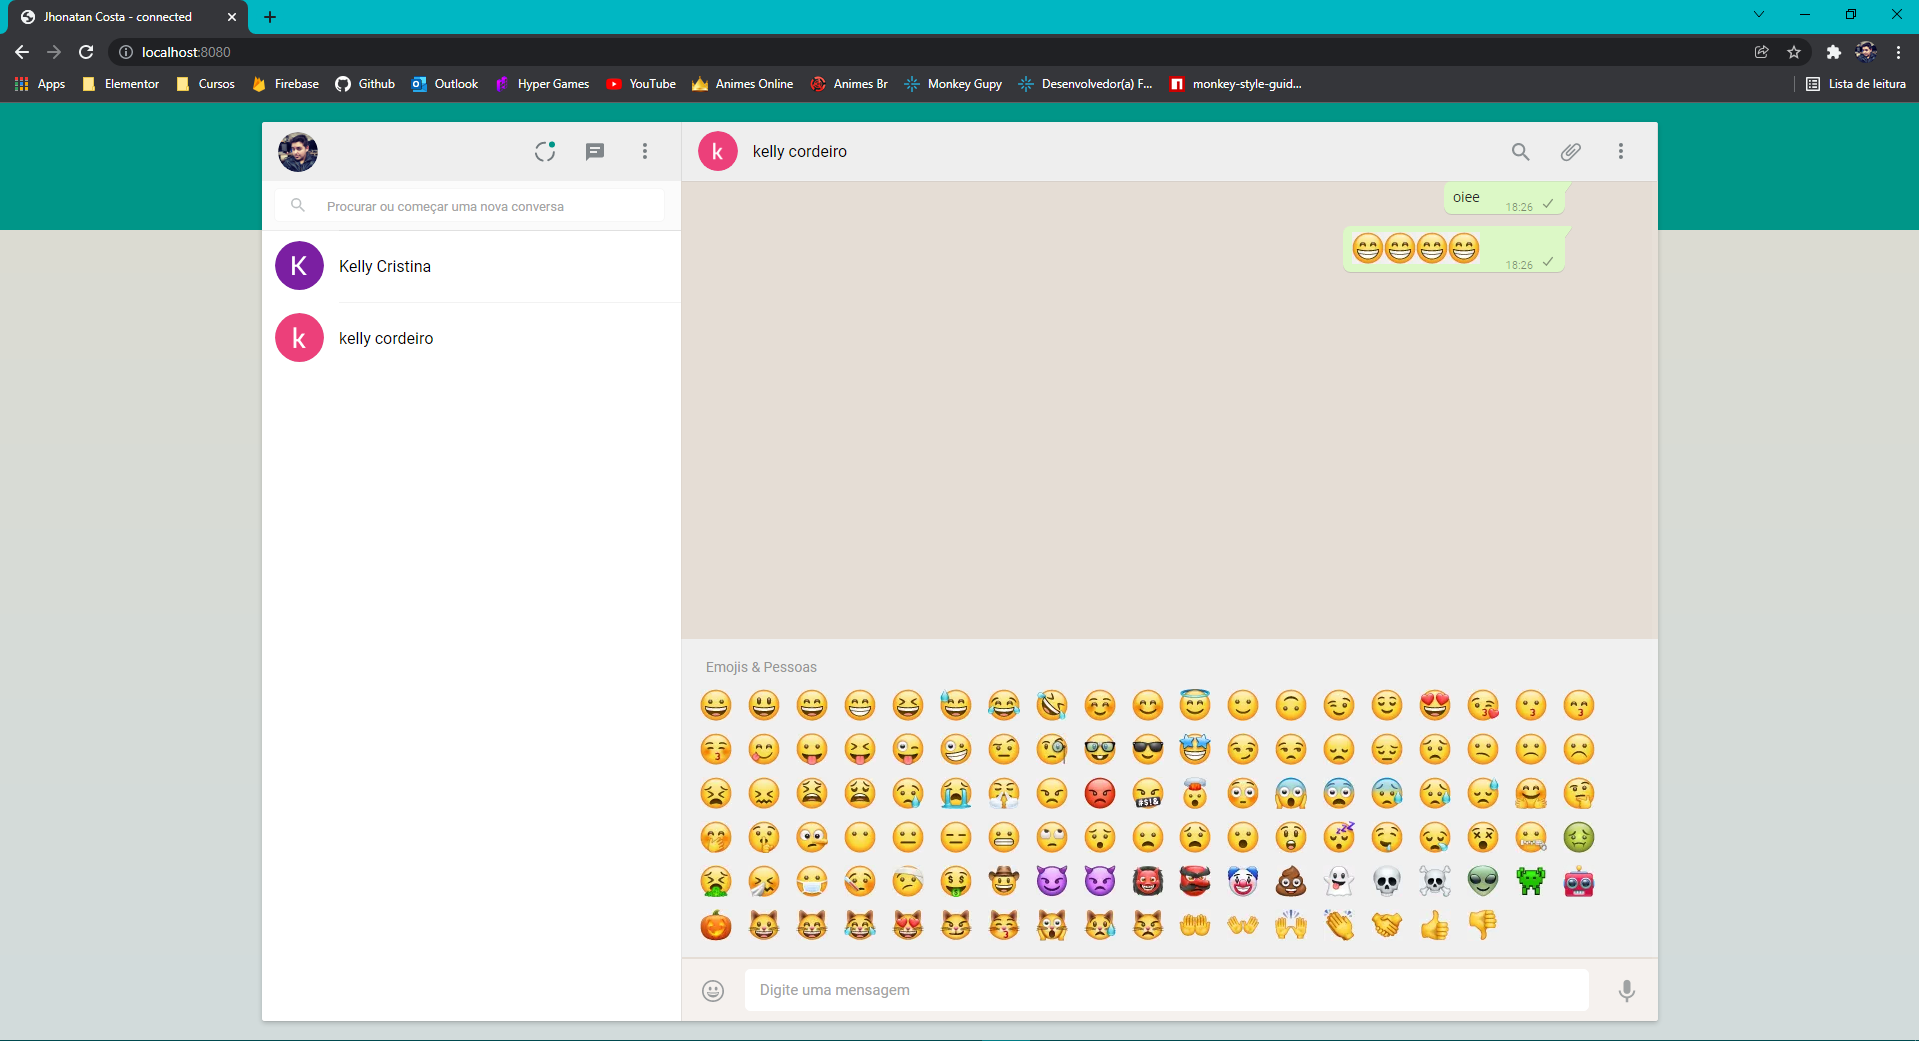 Jhonatan Costa - connected
localhost:8080
Apps Elementor Cursos Firebase Github Outlook Hyper Games YouTube Animes Online Animes Br Monkey Gupy Desenvolvedor(a) F... monkey-style-guid... Lista de leitura
kelly cordeiro
Procurar ou começar uma nova conversa
K Kelly Cristina
k kelly cordeiro
k
oiee 18:26
18:26
Emojis & Pessoas
Digite uma mensagem